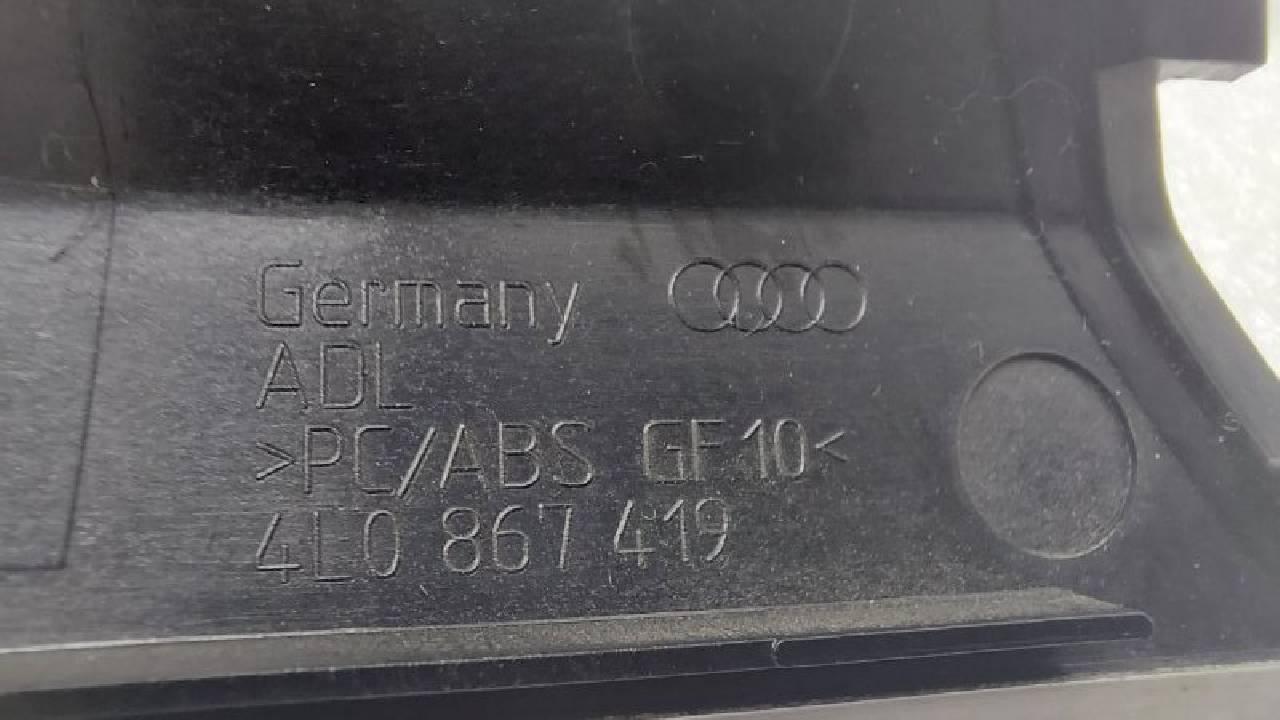 Germany
ADL
>PC/ABS GF10<
4L0 867 419